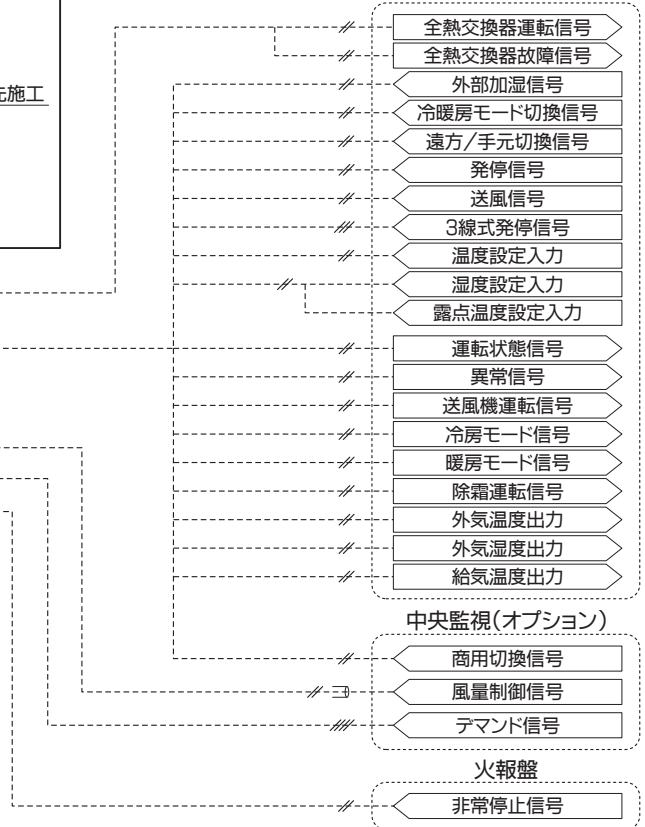 先施工
全熱交換器運転信号
全熱交換器故障信号
外部加湿信号
冷暖房モード切換信号
遠方/手元切換信号
発停信号
送風信号
3線式発停信号
温度設定入力
湿度設定入力
露点温度設定入力
運転状態信号
異常信号
送風機運転信号
冷房モード信号
暖房モード信号
除霜運転信号
外気温度出力
外気湿度出力
給気温度出力
中央監視(オプション)
商用切換信号
風量制御信号
デマンド信号
火報盤
非常停止信号